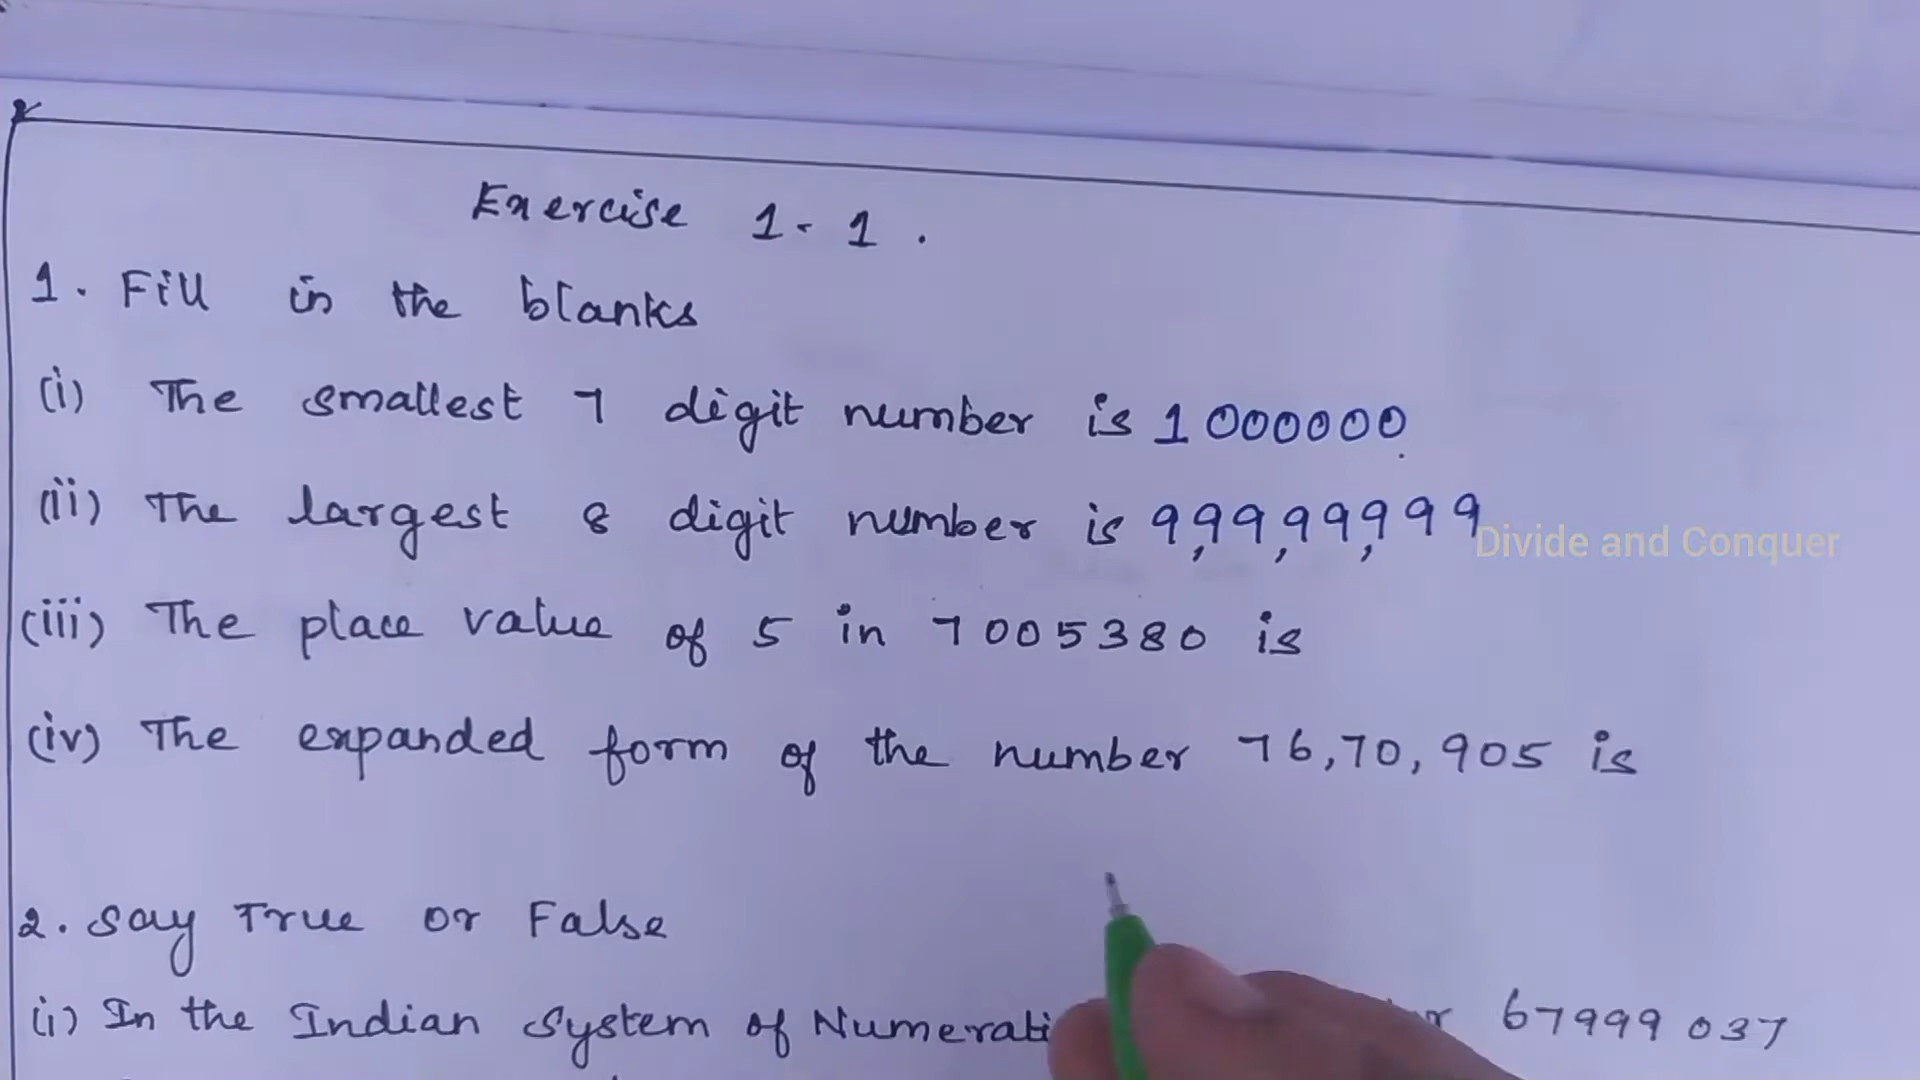 Exercise 1.1.
1. Fill in the blanks
(i) The smallest 7 digit number is 1000000
(ii) The largest 8 digit number is 9,99,99,999
Divide and Conquer
(iii) The place value of 5 in 7005380 is
(iv) The expanded form of the number 76,70,905 is
2. Say True or False
(i) In the Indian System of 67999037